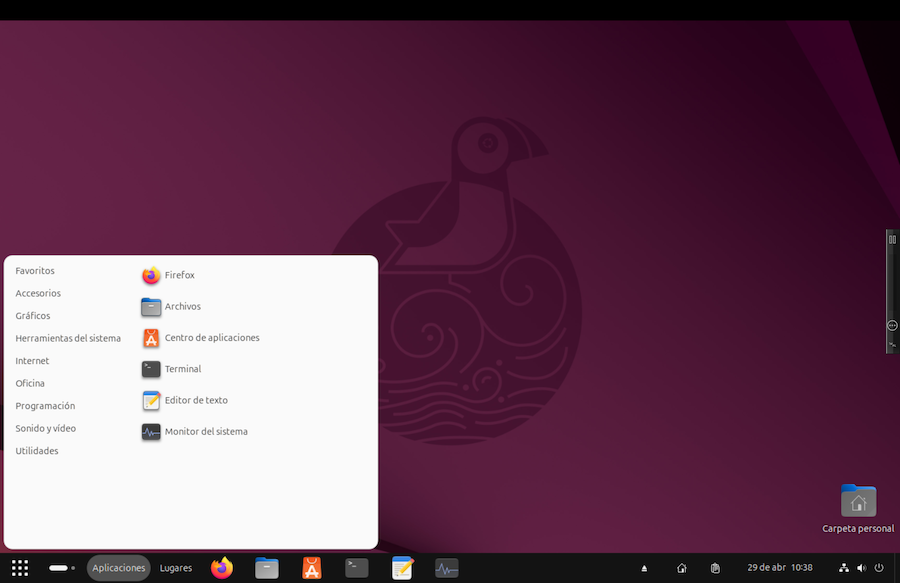 Favoritos
Accesorios
Gráficos
Herramientas del sistema
Internet
Oficina
Programación
Sonido y vídeo
Utilidades
Firefox
Archivos
Centro de aplicaciones
Terminal
Editor de texto
Monitor del sistema
Carpeta personal
Aplicaciones
Lugares
29 de abr 10:38